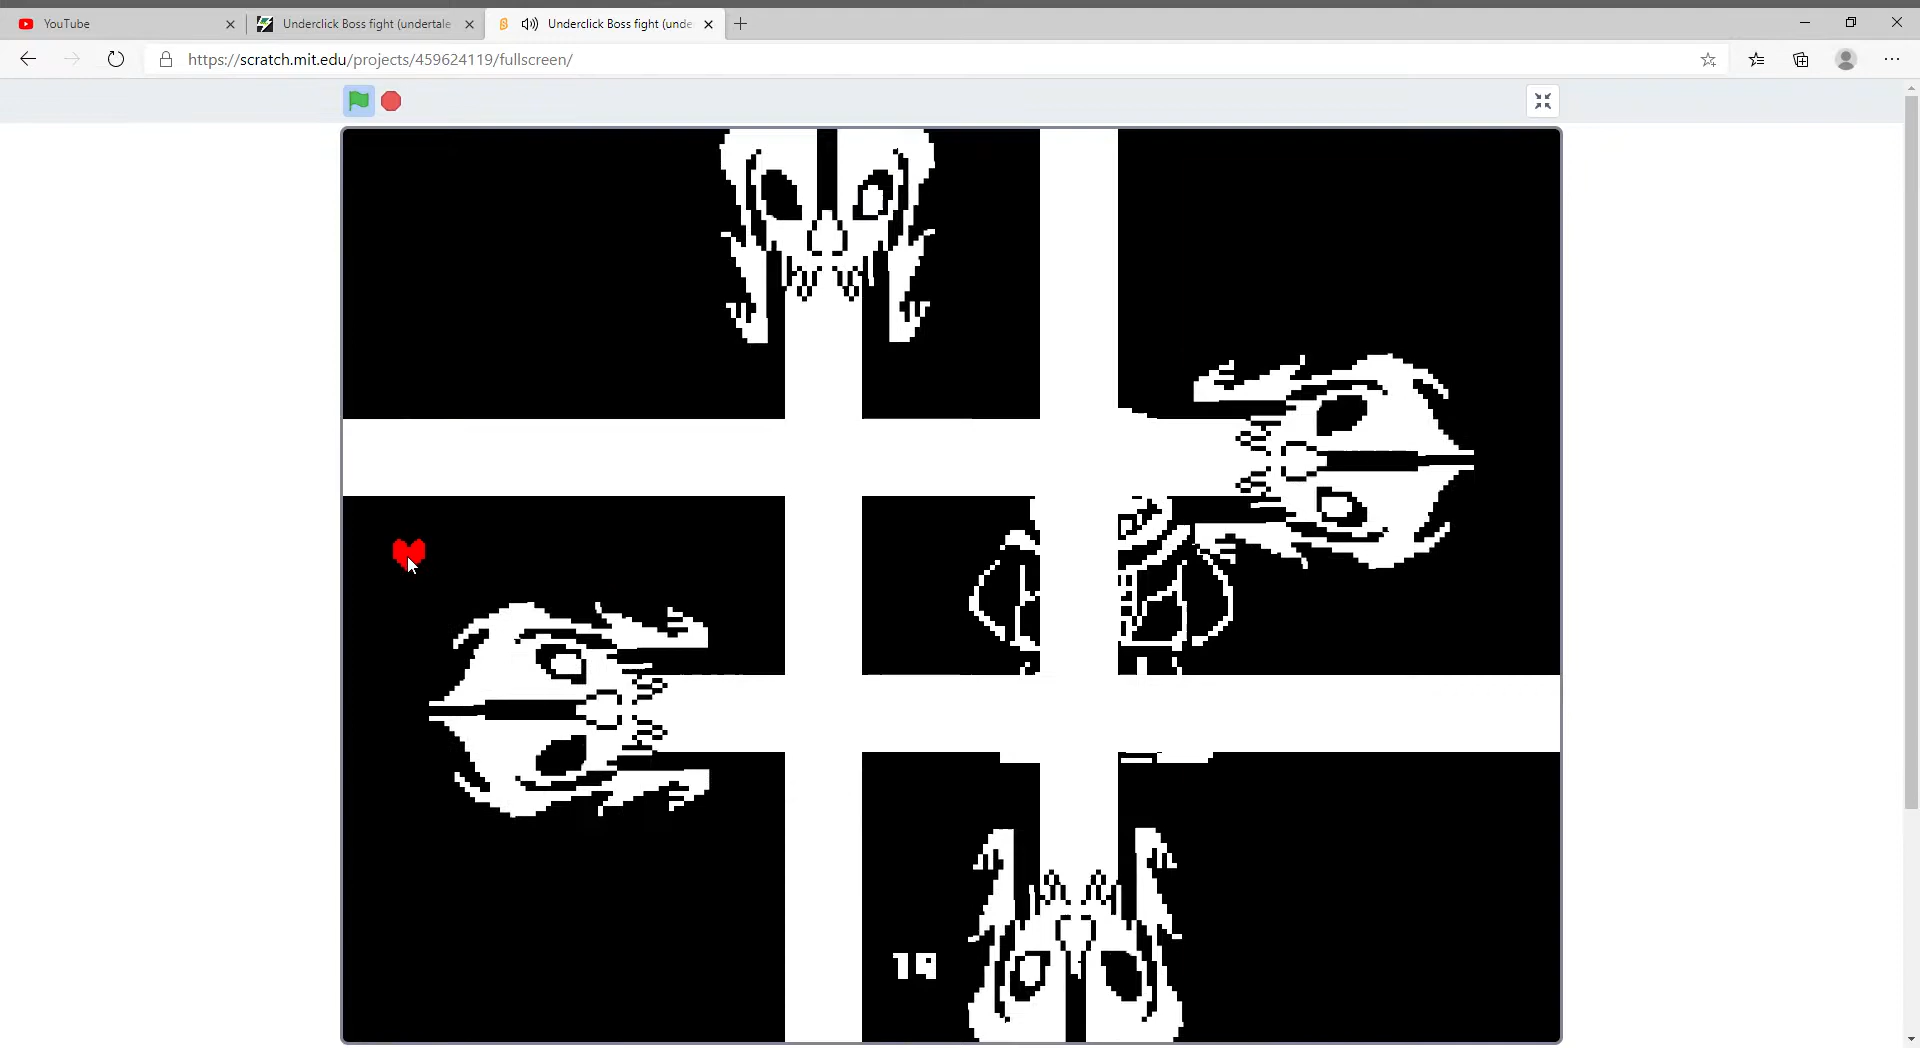 YouTube
Underclick Boss fight (undertale
Underclick Boss fight (unde
https://scratch.mit.edu/projects/459624119/fullscreen/
19